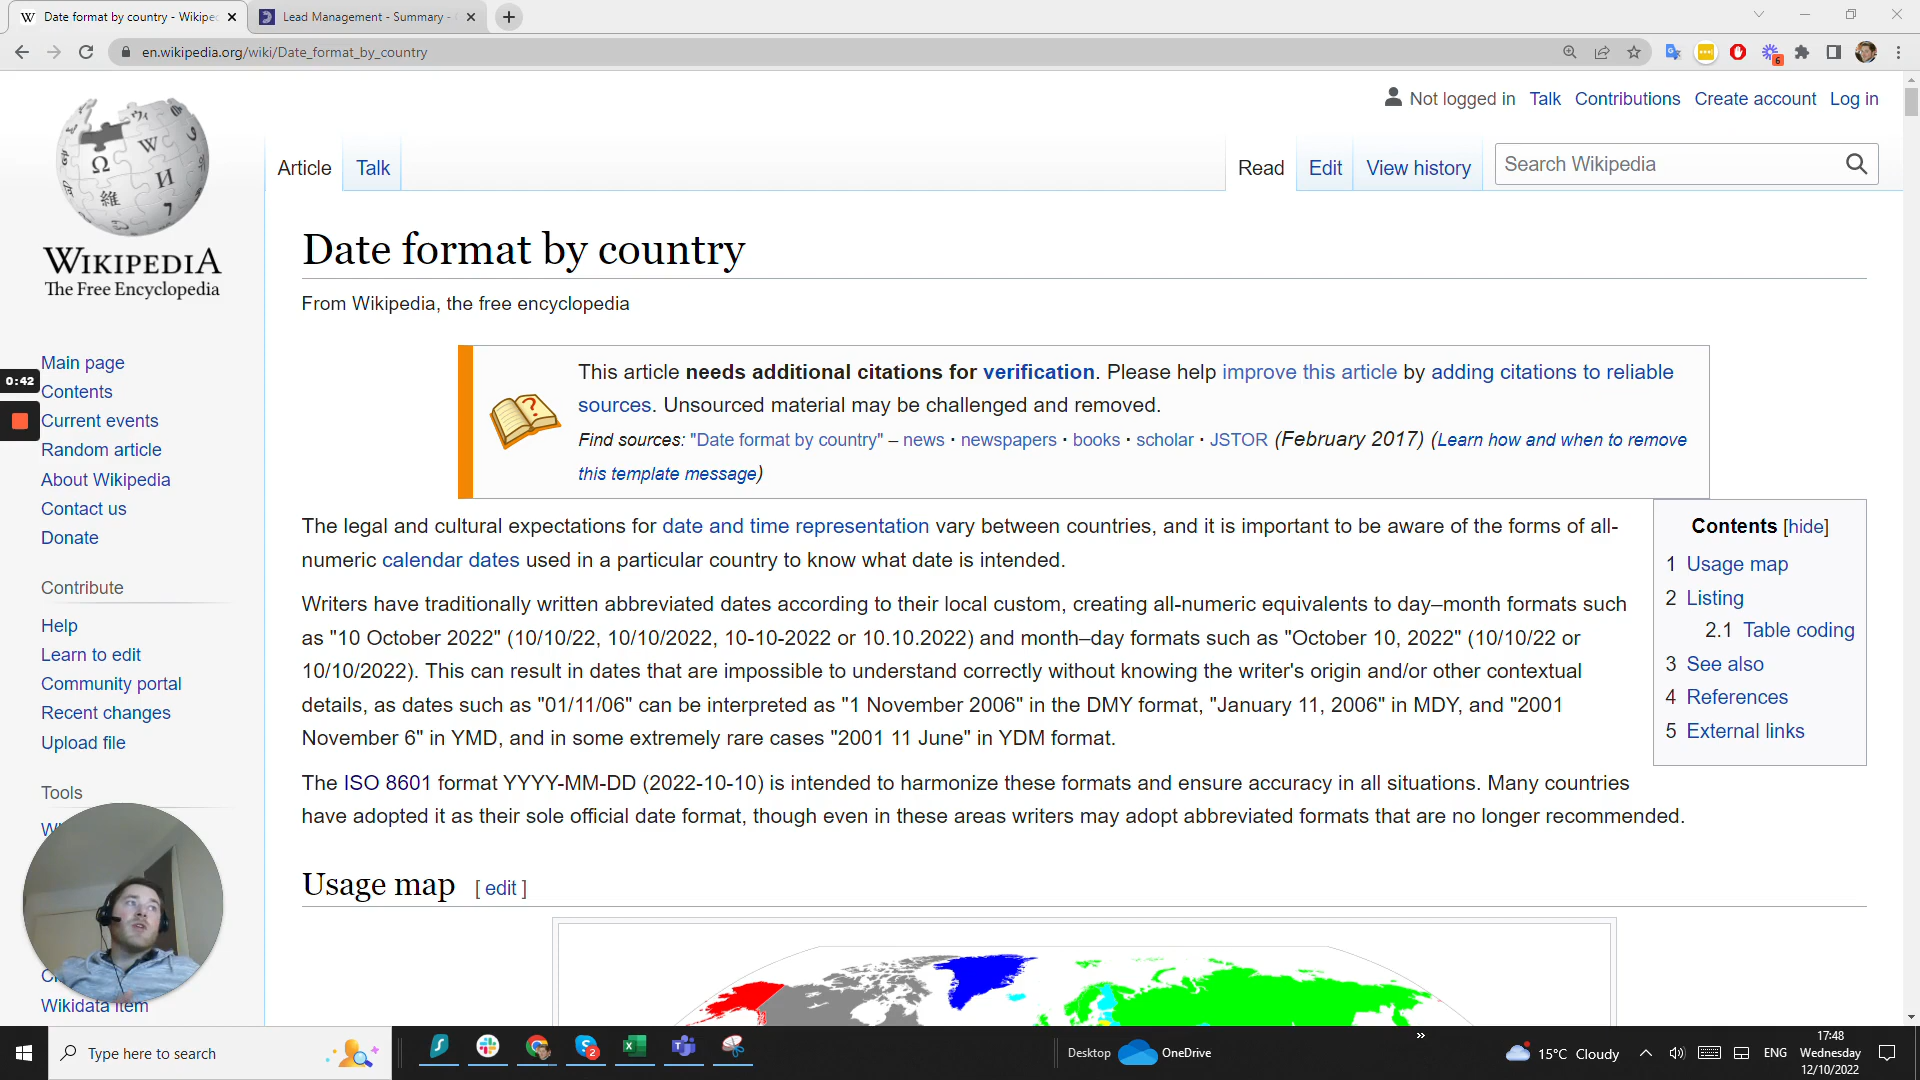 Date format by country - Wikipe
Lead Management - Summary -
en.wikipedia.org/wiki/Date_format_by_country
6
Not logged in Talk Contributions Create account Log in
Article Talk
Read Edit View history
Search Wikipedia
WIKIPEDIA
The Free Encyclopedia
Date format by country
From Wikipedia, the free encyclopedia
This article needs additional citations for verification. Please help improve this article by adding citations to reliable
sources. Unsourced material may be challenged and removed.
Find sources: "Date format by country" – news · newspapers · books · scholar · JSTOR (February 2017) (Learn how and when to remove
this template message)
The legal and cultural expectations for date and time representation vary between countries, and it is important to be aware of the forms of all-
numeric calendar dates used in a particular country to know what date is intended.
Writers have traditionally written abbreviated dates according to their local custom, creating all-numeric equivalents to day–month formats such
as "10 October 2022" (10/10/22, 10/10/2022, 10-10-2022 or 10.10.2022) and month–day formats such as "October 10, 2022" (10/10/22 or
10/10/2022). This can result in dates that are impossible to understand correctly without knowing the writer's origin and/or other contextual
details, as dates such as "01/11/06" can be interpreted as "1 November 2006" in the DMY format, "January 11, 2006" in MDY, and "2001
November 6" in YMD, and in some extremely rare cases "2001 11 June" in YDM format.
The ISO 8601 format YYYY-MM-DD (2022-10-10) is intended to harmonize these formats and ensure accuracy in all situations. Many countries
have adopted it as their sole official date format, though even in these areas writers may adopt abbreviated formats that are no longer recommended.
Contents [hide]
1 Usage map
2 Listing
2.1 Table coding
3 See also
4 References
5 External links
Usage map [ edit ]
Main page
0:42
Contents
Current events
Random article
About Wikipedia
Contact us
Donate
Contribute
Help
Learn to edit
Community portal
Recent changes
Upload file
Tools
Wikidata item
Type here to search
2
Desktop
OneDrive
15°C Cloudy
ENG
17:48
Wednesday
12/10/2022